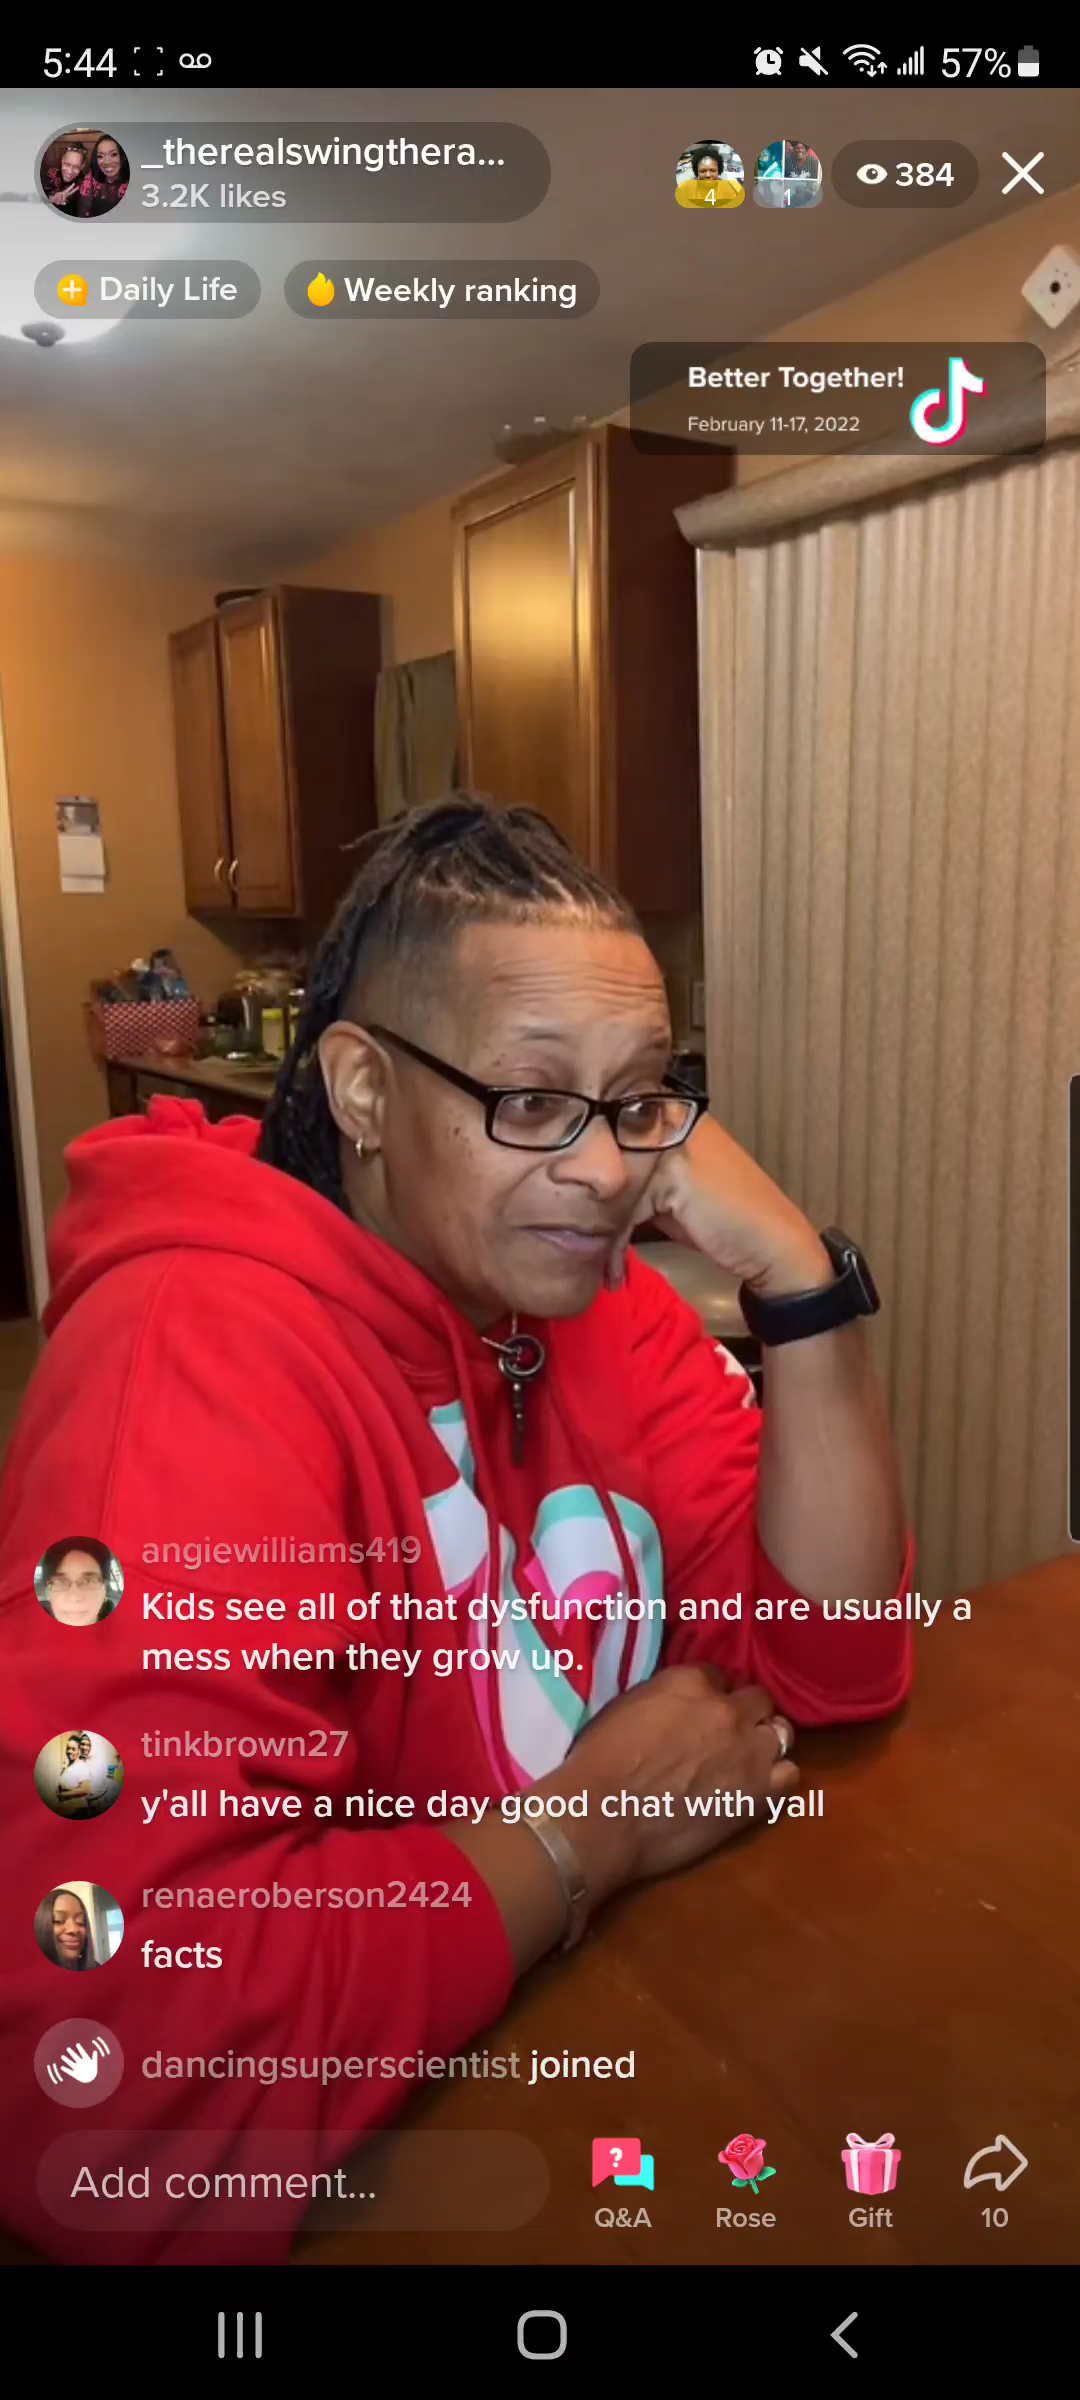 5:44
57%
_therealswingthera...
3.2K likes
4
1
384
Daily Life
Weekly ranking
Better Together!
February 11-17, 2022
angiewilliams419
Kids see all of that dysfunction and are usually a
mess when they grow up.
tinkbrown27
y'all have a nice day good chat with yall
renaeroberson2424
facts
dancingsuperscientist joined
Add comment...
?
Q&A
Rose
Gift
10